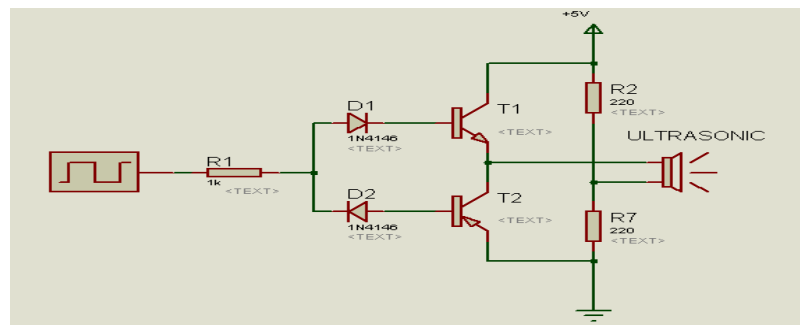 +5V
R2
220
<TEXT>
D1
1N4146
<TEXT>
T1
<TEXT>
ULTRASONIC
R1
1k
<TEXT>
D2
1N4146
<TEXT>
T2
<TEXT>
R7
220
<TEXT>